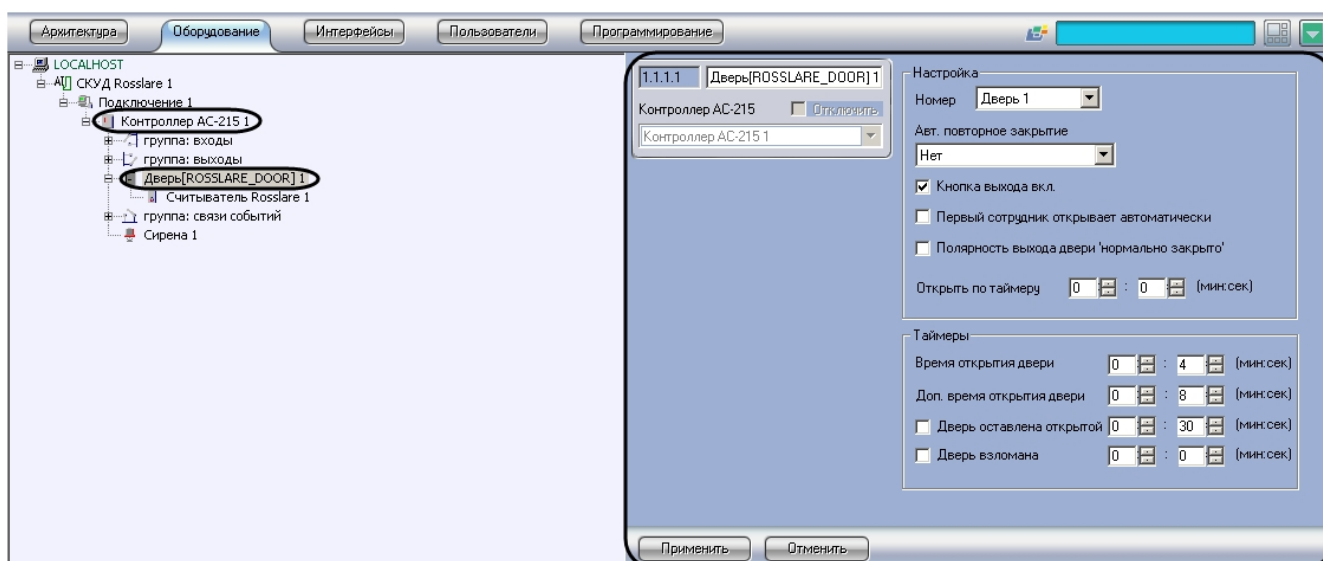 Архитектура Оборудование Интерфейсы Пользователи Программирование
LOCALHOST
СКУД Rosslare 1
Подключение 1
Контроллер AC-215 1
группа: входы
группа: выходы
Дверь[ROSSLARE_DOOR] 1
Считыватель Rosslare 1
группа: связи событий
Сирена 1
1.1.1.1 Дверь[ROSSLARE_DOOR] 1
Контроллер AC-215 Отключить
Контроллер AC-215 1
Настройка
Номер Дверь 1
Авт. повторное закрытие
Нет
Кнопка выхода вкл.
Первый сотрудник открывает автоматически
Полярность выхода двери 'нормально закрыто'
Открыть по таймеру 0 : 0 (мин:сек)
Таймеры
Время открытия двери 0 : 4 (мин:сек)
Доп. время открытия двери 0 : 8 (мин:сек)
Дверь оставлена открытой 0 : 30 (мин:сек)
Дверь взломана 0 : 0 (мин:сек)
Применить Отменить